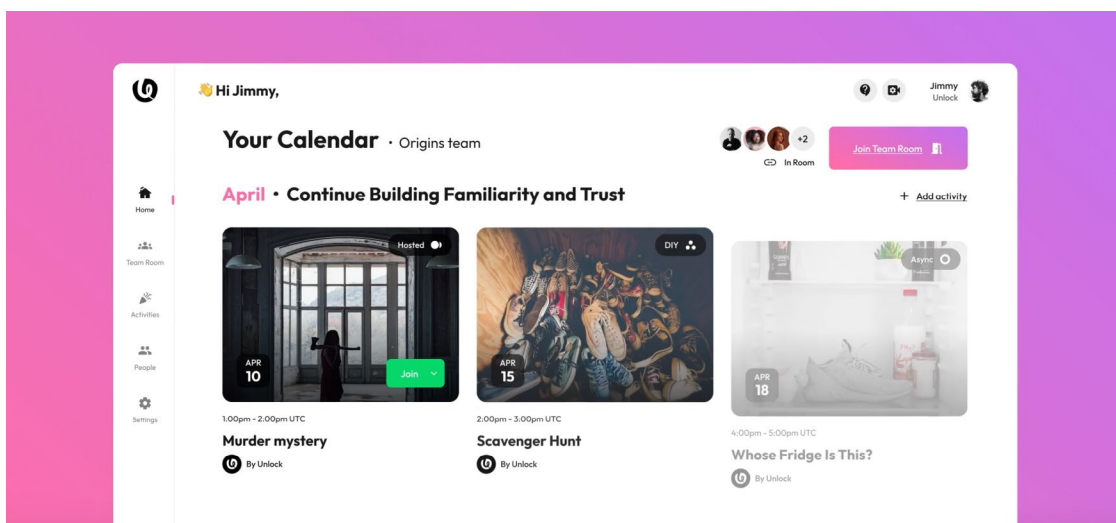 👋 Hi Jimmy,
Jimmy
Unlock
Your Calendar · Origins team
+2
In Room
Join Team Room
April · Continue Building Familiarity and Trust
+ Add activity
Home
Team Room
Activities
People
Settings
Hosted
APR
10
Join
1:00pm - 2:00pm UTC
Murder mystery
By Unlock
DIY
APR
15
2:00pm - 3:00pm UTC
Scavenger Hunt
By Unlock
Async
APR
18
4:00pm - 5:00pm UTC
Whose Fridge Is This?
By Unlock